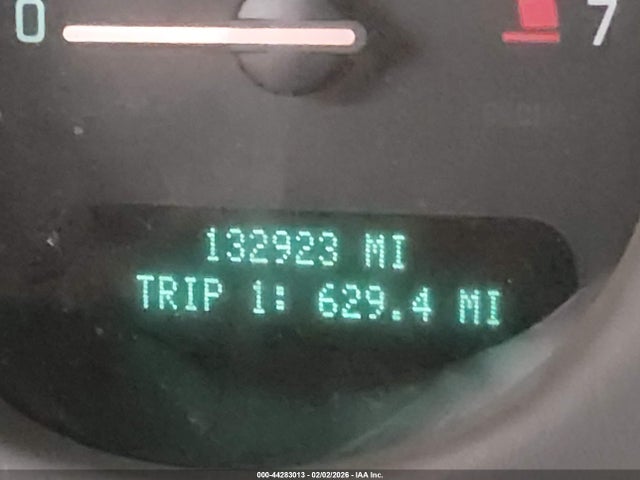 0 7
132923 MI
TRIP 1: 629.4 MI
000-44283013 - 02/02/2026 - IAA Inc.